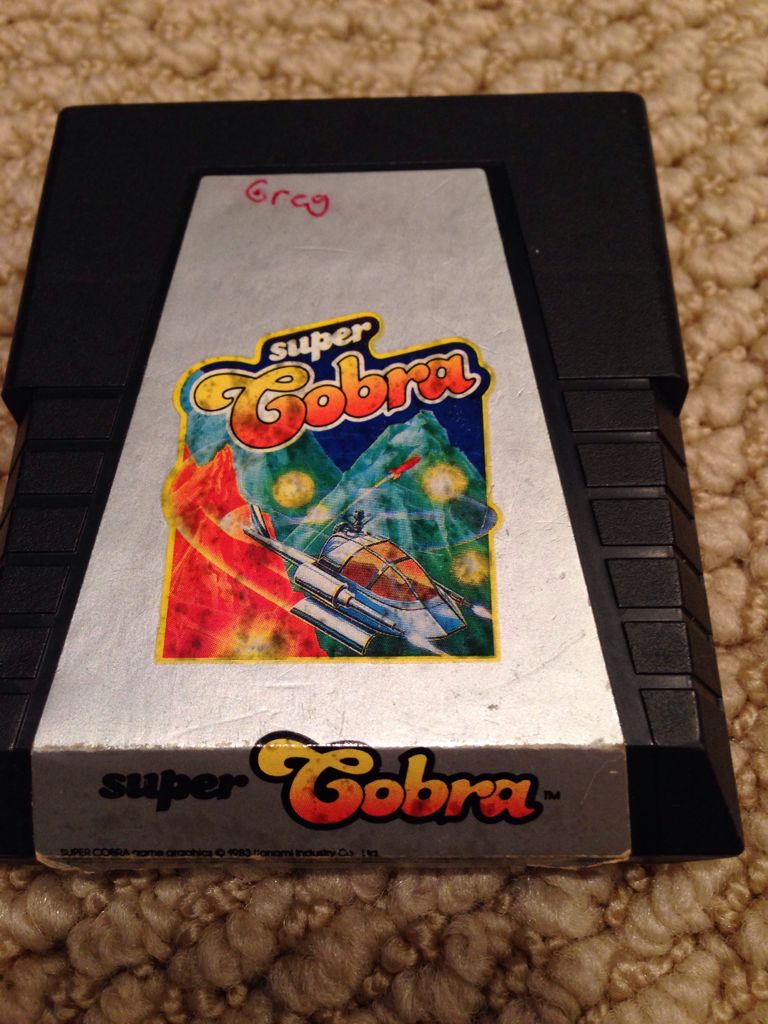 Greg
super
Cobra
super Cobra™
SUPER COBRA game graphics © 1983 Konami Industry Co. Ltd.